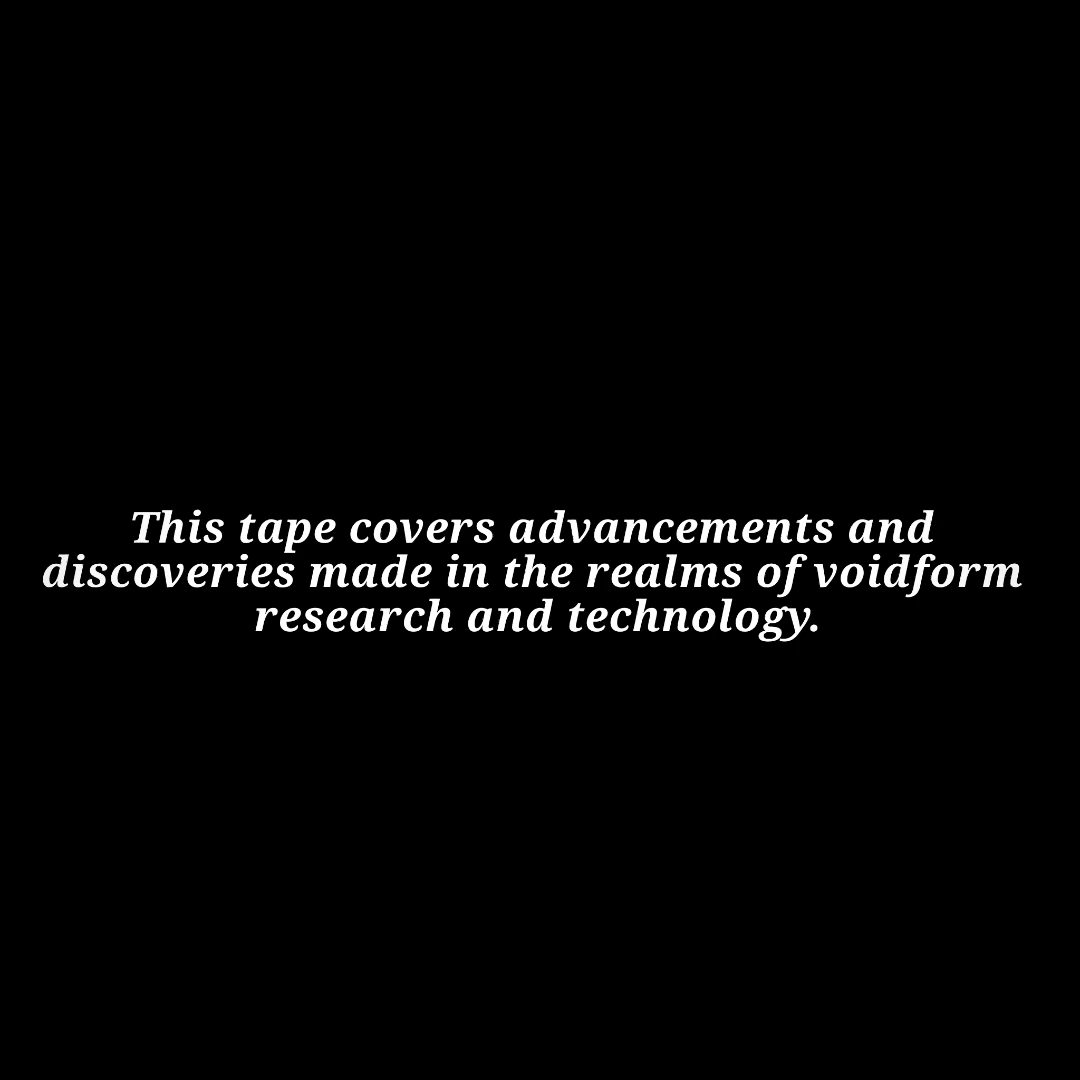 This tape covers advancements and
discoveries made in the realms of voidform
research and technology.